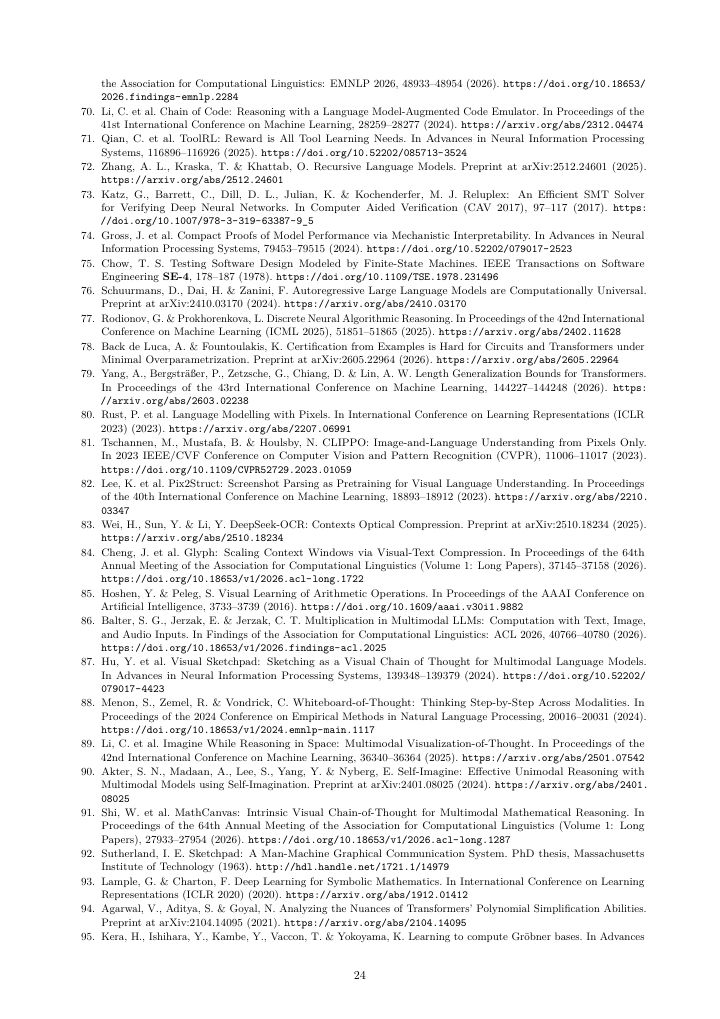 the Association for Computational Linguistics: EMNLP 2026, 48933–48954 (2026). https://doi.org/10.18653/
2026.findings-emnlp.2284
70. Li, C. et al. Chain of Code: Reasoning with a Language Model-Augmented Code Emulator. In Proceedings of the
41st International Conference on Machine Learning, 28259–28277 (2024). https://arxiv.org/abs/2312.04474
71. Qian, C. et al. ToolRL: Reward is All Tool Learning Needs. In Advances in Neural Information Processing
Systems, 116896–116926 (2025). https://doi.org/10.52202/085713-3524
72. Zhang, A. L., Kraska, T. & Khattab, O. Recursive Language Models. Preprint at arXiv:2512.24601 (2025).
https://arxiv.org/abs/2512.24601
73. Katz, G., Barrett, C., Dill, D. L., Julian, K. & Kochenderfer, M. J. Reluplex: An Efficient SMT Solver
for Verifying Deep Neural Networks. In Computer Aided Verification (CAV 2017), 97–117 (2017). https:
//doi.org/10.1007/978-3-319-63387-9_5
74. Gross, J. et al. Compact Proofs of Model Performance via Mechanistic Interpretability. In Advances in Neural
Information Processing Systems, 79453–79515 (2024). https://doi.org/10.52202/079017-2523
75. Chow, T. S. Testing Software Design Modeled by Finite-State Machines. IEEE Transactions on Software
Engineering SE-4, 178–187 (1978). https://doi.org/10.1109/TSE.1978.231496
76. Schuurmans, D., Dai, H. & Zanini, F. Autoregressive Large Language Models are Computationally Universal.
Preprint at arXiv:2410.03170 (2024). https://arxiv.org/abs/2410.03170
77. Rodionov, G. & Prokhorenkova, L. Discrete Neural Algorithmic Reasoning. In Proceedings of the 42nd International
Conference on Machine Learning (ICML 2025), 51851–51865 (2025). https://arxiv.org/abs/2402.11628
78. Back de Luca, A. & Fountoulakis, K. Certification from Examples is Hard for Circuits and Transformers under
Minimal Overparametrization. Preprint at arXiv:2605.22964 (2026). https://arxiv.org/abs/2605.22964
79. Yang, A., Bergsträßer, P., Zetzsche, G., Chiang, D. & Lin, A. W. Length Generalization Bounds for Transformers.
In Proceedings of the 43rd International Conference on Machine Learning, 144227–144248 (2026). https:
//arxiv.org/abs/2603.02238
80. Rust, P. et al. Language Modelling with Pixels. In International Conference on Learning Representations (ICLR
2023) (2023). https://arxiv.org/abs/2207.06991
81. Tschannen, M., Mustafa, B. & Houlsby, N. CLIPPO: Image-and-Language Understanding from Pixels Only.
In 2023 IEEE/CVF Conference on Computer Vision and Pattern Recognition (CVPR), 11006–11017 (2023).
https://doi.org/10.1109/CVPR52729.2023.01059
82. Lee, K. et al. Pix2Struct: Screenshot Parsing as Pretraining for Visual Language Understanding. In Proceedings
of the 40th International Conference on Machine Learning, 18893–18912 (2023). https://arxiv.org/abs/2210.
03347
83. Wei, H., Sun, Y. & Li, Y. DeepSeek-OCR: Contexts Optical Compression. Preprint at arXiv:2510.18234 (2025).
https://arxiv.org/abs/2510.18234
84. Cheng, J. et al. Glyph: Scaling Context Windows via Visual-Text Compression. In Proceedings of the 64th
Annual Meeting of the Association for Computational Linguistics (Volume 1: Long Papers), 37145–37158 (2026).
https://doi.org/10.18653/v1/2026.acl-long.1722
85. Hoshen, Y. & Peleg, S. Visual Learning of Arithmetic Operations. In Proceedings of the AAAI Conference on
Artificial Intelligence, 3733–3739 (2016). https://doi.org/10.1609/aaai.v30i1.9882
86. Balter, S. G., Jerzak, E. & Jerzak, C. T. Multiplication in Multimodal LLMs: Computation with Text, Image,
and Audio Inputs. In Findings of the Association for Computational Linguistics: ACL 2026, 40766–40780 (2026).
https://doi.org/10.18653/v1/2026.findings-acl.2025
87. Hu, Y. et al. Visual Sketchpad: Sketching as a Visual Chain of Thought for Multimodal Language Models.
In Advances in Neural Information Processing Systems, 139348–139379 (2024). https://doi.org/10.52202/
079017-4423
88. Menon, S., Zemel, R. & Vondrick, C. Whiteboard-of-Thought: Thinking Step-by-Step Across Modalities. In
Proceedings of the 2024 Conference on Empirical Methods in Natural Language Processing, 20016–20031 (2024).
https://doi.org/10.18653/v1/2024.emnlp-main.1117
89. Li, C. et al. Imagine While Reasoning in Space: Multimodal Visualization-of-Thought. In Proceedings of the
42nd International Conference on Machine Learning, 36340–36364 (2025). https://arxiv.org/abs/2501.07542
90. Akter, S. N., Madaan, A., Lee, S., Yang, Y. & Nyberg, E. Self-Imagine: Effective Unimodal Reasoning with
Multimodal Models using Self-Imagination. Preprint at arXiv:2401.08025 (2024). https://arxiv.org/abs/2401.
08025
91. Shi, W. et al. MathCanvas: Intrinsic Visual Chain-of-Thought for Multimodal Mathematical Reasoning. In
Proceedings of the 64th Annual Meeting of the Association for Computational Linguistics (Volume 1: Long
Papers), 27933–27954 (2026). https://doi.org/10.18653/v1/2026.acl-long.1287
92. Sutherland, I. E. Sketchpad: A Man-Machine Graphical Communication System. PhD thesis, Massachusetts
Institute of Technology (1963). http://hdl.handle.net/1721.1/14979
93. Lample, G. & Charton, F. Deep Learning for Symbolic Mathematics. In International Conference on Learning
Representations (ICLR 2020) (2020). https://arxiv.org/abs/1912.01412
94. Agarwal, V., Aditya, S. & Goyal, N. Analyzing the Nuances of Transformers' Polynomial Simplification Abilities.
Preprint at arXiv:2104.14095 (2021). https://arxiv.org/abs/2104.14095
95. Kera, H., Ishihara, Y., Kambe, Y., Vaccon, T. & Yokoyama, K. Learning to compute Gröbner bases. In Advances
24